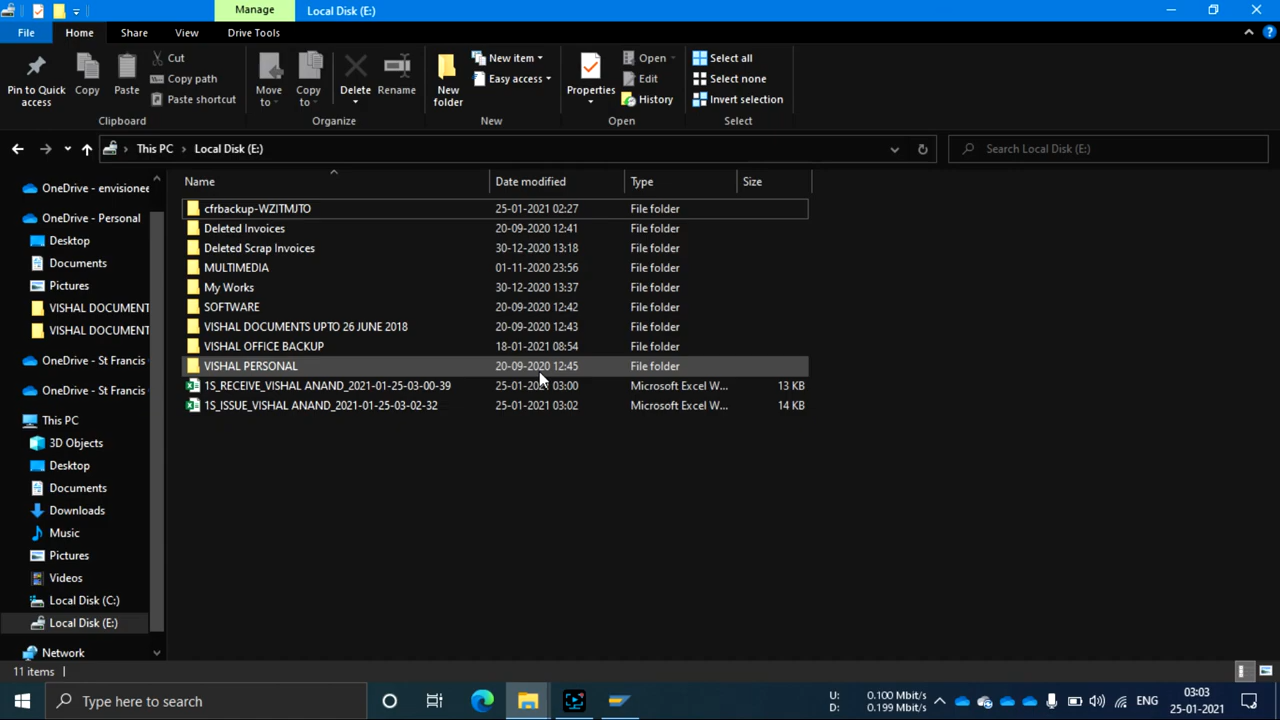 Manage
Local Disk (E:)
File
Home
Share
View
Drive Tools
Pin to Quick access
Copy
Paste
Cut
Copy path
Paste shortcut
Clipboard
Move to
Copy to
Delete
Rename
Organize
New folder
New item
Easy access
New
Properties
Open
Edit
History
Open
Select all
Select none
Invert selection
Select
This PC > Local Disk (E:)
Search Local Disk (E:)
OneDrive - envisionee
OneDrive - Personal
Desktop
Documents
Pictures
VISHAL DOCUMENT
VISHAL DOCUMENT
OneDrive - St Francis
OneDrive - St Francis
This PC
3D Objects
Desktop
Documents
Downloads
Music
Pictures
Videos
Local Disk (C:)
Local Disk (E:)
Network
Name Date modified Type Size
cfrbackup-WZITMJTO 25-01-2021 02:27 File folder
Deleted Invoices 20-09-2020 12:41 File folder
Deleted Scrap Invoices 30-12-2020 13:18 File folder
MULTIMEDIA 01-11-2020 23:56 File folder
My Works 30-12-2020 13:37 File folder
SOFTWARE 20-09-2020 12:42 File folder
VISHAL DOCUMENTS UPTO 26 JUNE 2018 20-09-2020 12:43 File folder
VISHAL OFFICE BACKUP 18-01-2021 08:54 File folder
VISHAL PERSONAL 20-09-2020 12:45 File folder
1S_RECEIVE_VISHAL ANAND_2021-01-25-03-00-39 25-01-2021 03:00 Microsoft Excel W... 13 KB
1S_ISSUE_VISHAL ANAND_2021-01-25-03-02-32 25-01-2021 03:02 Microsoft Excel W... 14 KB
11 items
Type here to search
U: 0.100 Mbit/s
D: 0.199 Mbit/s
ENG
03:03
25-01-2021